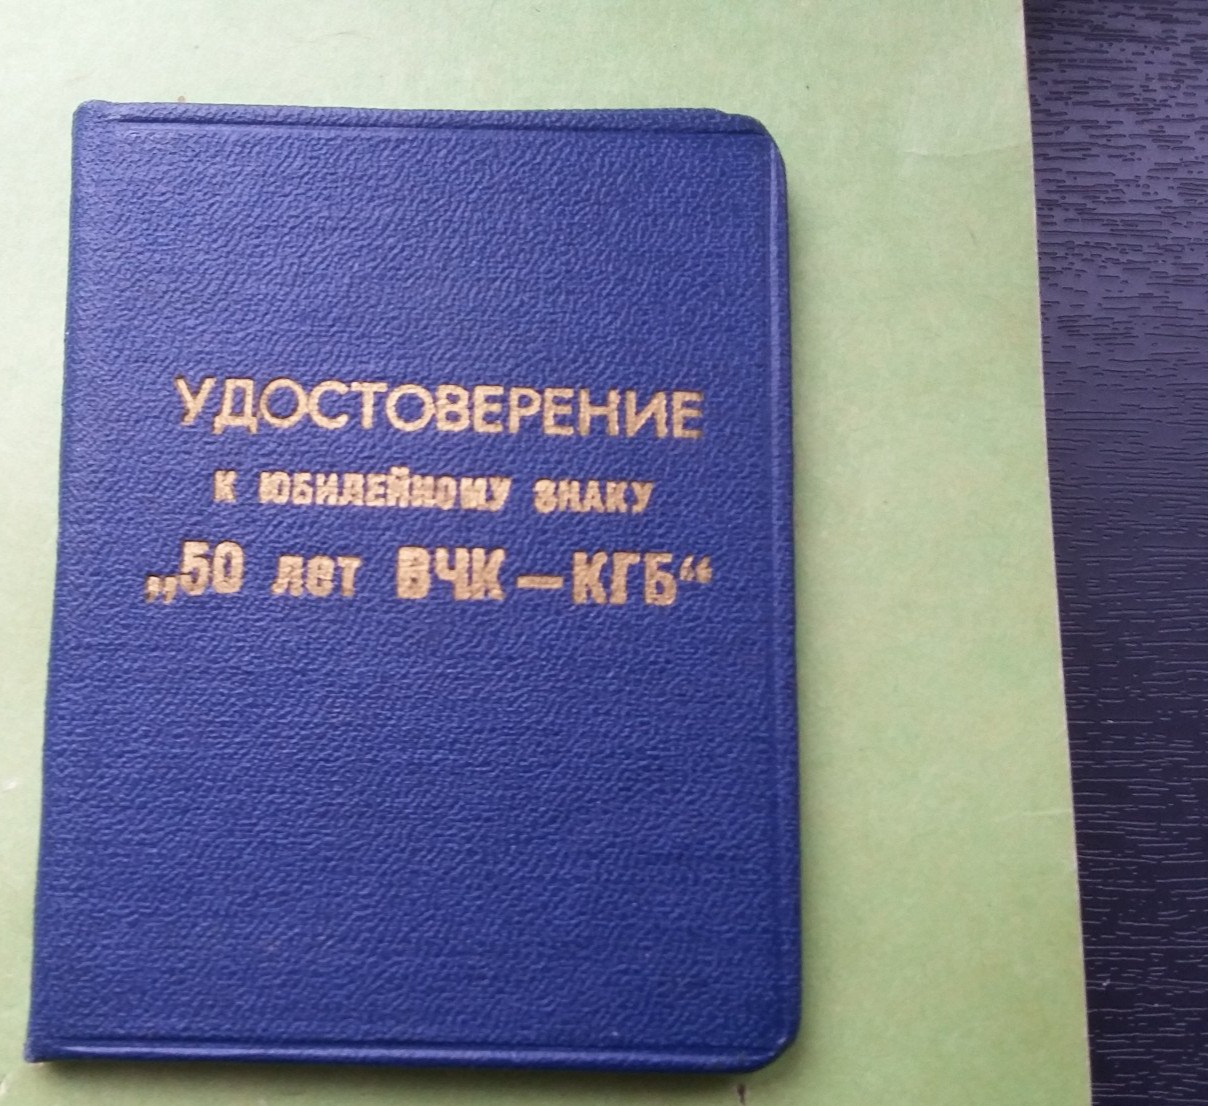 УДОСТОВЕРЕНИЕ
К ЮБИЛЕЙНОМУ ЗНАКУ
„50 лет ВЧК—КГБ“